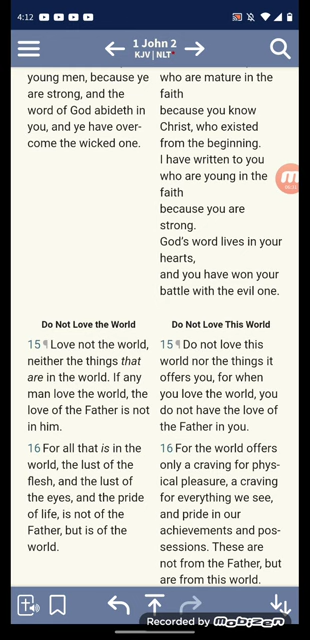 4:12
1 John 2
KJV | NLT*
young men, because ye
are strong, and the
word of God abideth in
you, and ye have over-
come the wicked one.
who are mature in the
faith
because you know
Christ, who existed
from the beginning.
I have written to you
who are young in the
faith
because you are
strong.
God's word lives in your
hearts,
and you have won your
battle with the evil one.
Do Not Love the World
15 ¶ Love not the world,
neither the things that
are in the world. If any
man love the world, the
love of the Father is not
in him.
16 For all that is in the
world, the lust of the
flesh, and the lust of
the eyes, and the pride
of life, is not of the
Father, but is of the
world.
Do Not Love This World
15 ¶ Do not love this
world nor the things it
offers you, for when
you love the world, you
do not have the love of
the Father in you.
16 For the world offers
only a craving for phys-
ical pleasure, a craving
for everything we see,
and pride in our
achievements and pos-
sessions. These are
not from the Father, but
are from this world.
Recorded by mobizen